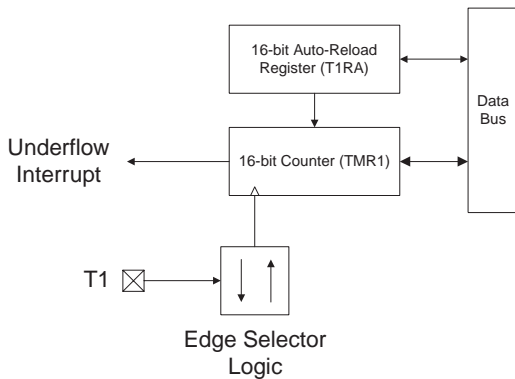 16-bit Auto-Reload
Register (T1RA)
Data
Bus
16-bit Counter (TMR1)
Underflow
Interrupt
T1
Edge Selector
Logic